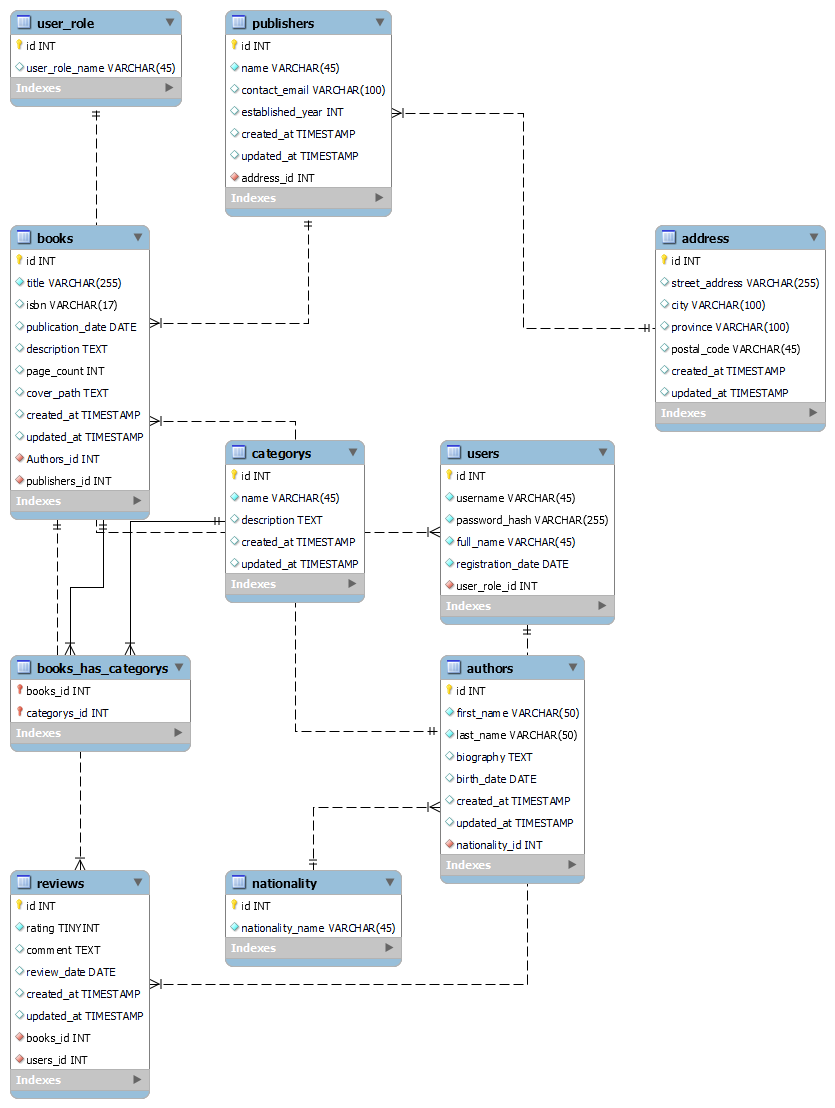 user_role
id INT
user_role_name VARCHAR(45)
Indexes
publishers
id INT
name VARCHAR(45)
contact_email VARCHAR(100)
established_year INT
created_at TIMESTAMP
updated_at TIMESTAMP
address_id INT
Indexes
books
id INT
title VARCHAR(255)
isbn VARCHAR(17)
publication_date DATE
description TEXT
page_count INT
cover_path TEXT
created_at TIMESTAMP
updated_at TIMESTAMP
Authors_id INT
publishers_id INT
Indexes
address
id INT
street_address VARCHAR(255)
city VARCHAR(100)
province VARCHAR(100)
postal_code VARCHAR(45)
created_at TIMESTAMP
updated_at TIMESTAMP
Indexes
categorys
id INT
name VARCHAR(45)
description TEXT
created_at TIMESTAMP
updated_at TIMESTAMP
Indexes
users
id INT
username VARCHAR(45)
password_hash VARCHAR(255)
full_name VARCHAR(45)
registration_date DATE
user_role_id INT
Indexes
books_has_categorys
books_id INT
categorys_id INT
Indexes
authors
id INT
first_name VARCHAR(50)
last_name VARCHAR(50)
biography TEXT
birth_date DATE
created_at TIMESTAMP
updated_at TIMESTAMP
nationality_id INT
Indexes
reviews
id INT
rating TINYINT
comment TEXT
review_date DATE
created_at TIMESTAMP
updated_at TIMESTAMP
books_id INT
users_id INT
Indexes
nationality
id INT
nationality_name VARCHAR(45)
Indexes